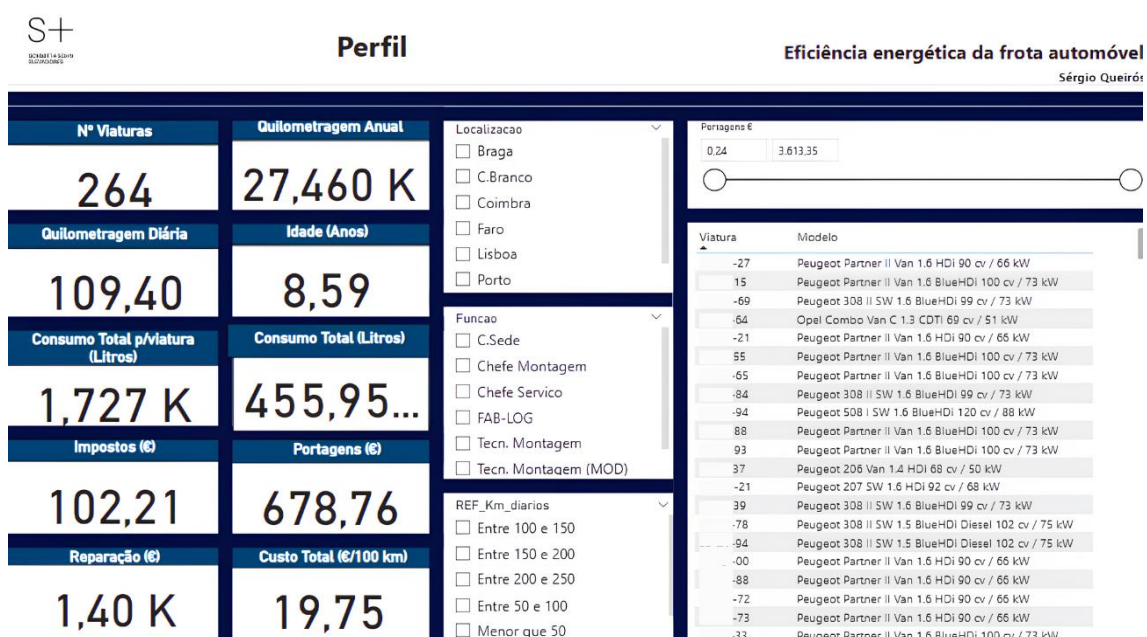 S+
Perfil
Eficiência energética da frota automóvel
Sérgio Queirós
Nº Viaturas
264
Quilometragem Anual
27,460 K
Quilometragem Diária
109,40
Idade (Anos)
8,59
Consumo Total p/viatura
(Litros)
1,727 K
Consumo Total (Litros)
455,95...
Impostos (€)
102,21
Portagens (€)
678,76
Reparação (€)
1,40 K
Custo Total (€/100 km)
19,75
Localizacao
Braga
C.Branco
Coimbra
Faro
Lisboa
Porto
Funcao
C.Sede
Chefe Montagem
Chefe Servico
FAB-LOG
Tecn. Montagem
Tecn. Montagem (MOD)
REF_Km_diarios
Entre 100 e 150
Entre 150 e 200
Entre 200 e 250
Entre 50 e 100
Menor que 50
Portagens €
0,24 3.613,35
Viatura Modelo
-27 Peugeot Partner II Van 1.6 HDi 90 cv / 66 kW
15 Peugeot Partner II Van 1.6 BlueHDi 100 cv / 73 kW
-69 Peugeot 308 II SW 1.6 BlueHDi 99 cv / 73 kW
-64 Opel Combo Van C 1.3 CDTI 69 cv / 51 kW
-21 Peugeot Partner II Van 1.6 HDi 90 cv / 66 kW
55 Peugeot Partner II Van 1.6 BlueHDi 100 cv / 73 kW
-65 Peugeot Partner II Van 1.6 BlueHDi 100 cv / 73 kW
-84 Peugeot 308 II SW 1.6 BlueHDi 99 cv / 73 kW
-94 Peugeot 508 I SW 1.6 BlueHDi 120 cv / 88 kW
88 Peugeot Partner II Van 1.6 BlueHDi 100 cv / 73 kW
93 Peugeot Partner II Van 1.6 BlueHDi 100 cv / 73 kW
37 Peugeot 206 Van 1.4 HDi 68 cv / 50 kW
-21 Peugeot 207 SW 1.6 HDi 92 cv / 68 kW
39 Peugeot 308 II SW 1.6 BlueHDi 99 cv / 73 kW
-78 Peugeot 308 II SW 1.5 BlueHDi Diesel 102 cv / 75 kW
-94 Peugeot 308 II SW 1.5 BlueHDi Diesel 102 cv / 75 kW
-00 Peugeot Partner II Van 1.6 HDi 90 cv / 66 kW
-88 Peugeot Partner II Van 1.6 HDi 90 cv / 66 kW
-72 Peugeot Partner II Van 1.6 HDi 90 cv / 66 kW
-73 Peugeot Partner II Van 1.6 HDi 90 cv / 66 kW
-33 Peugeot Partner II Van 1.6 BlueHDi 100 cv / 73 kW